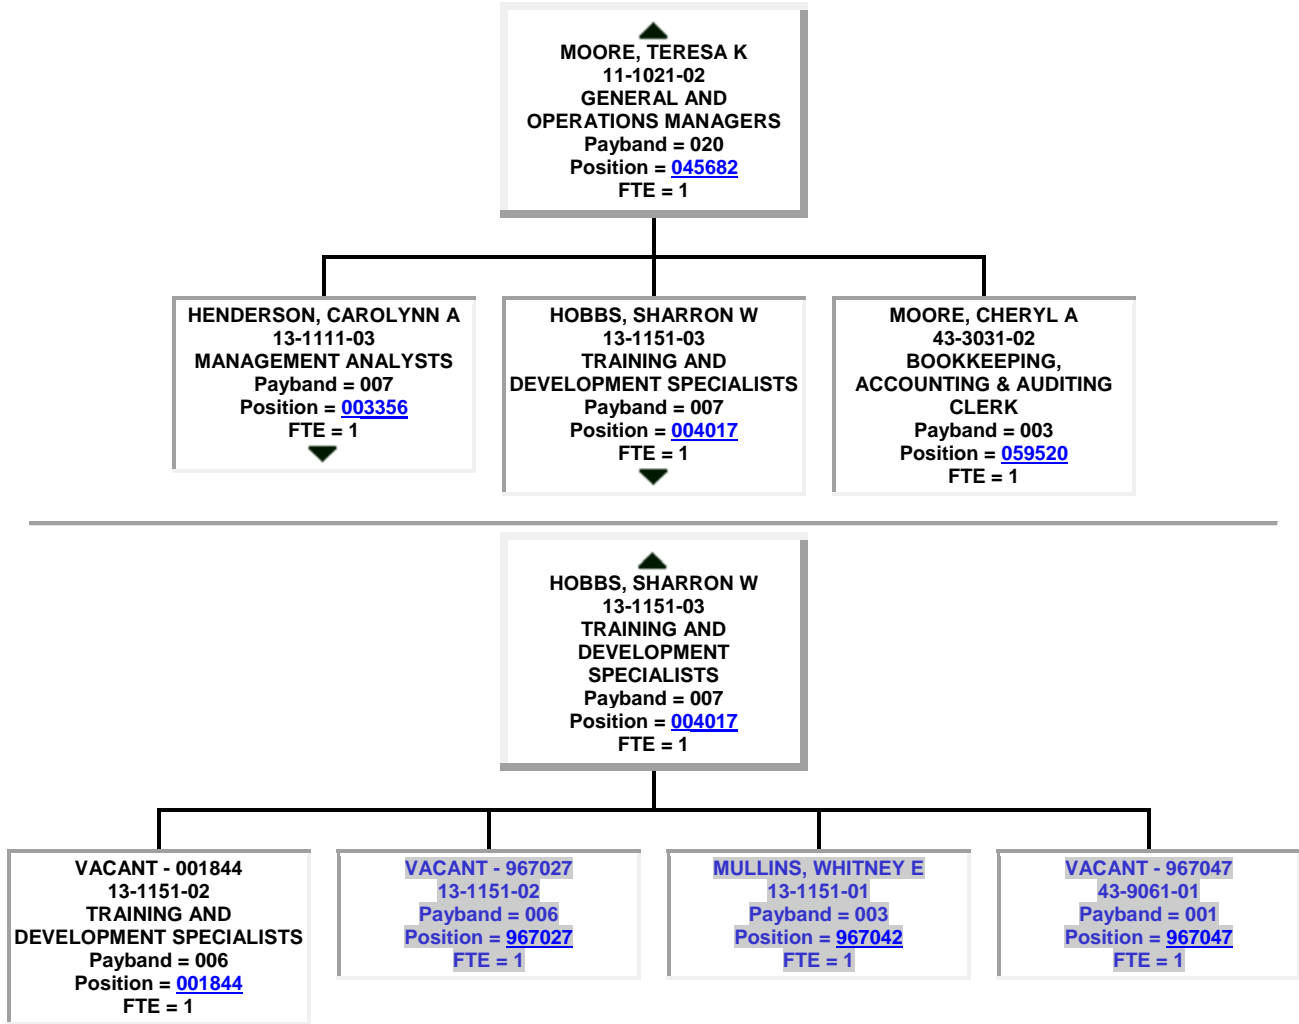 MOORE, TERESA K
11-1021-02
GENERAL AND
OPERATIONS MANAGERS
Payband = 020
Position = 045682
FTE = 1
HENDERSON, CAROLYNN A
13-1111-03
MANAGEMENT ANALYSTS
Payband = 007
Position = 003356
FTE = 1
HOBBS, SHARRON W
13-1151-03
TRAINING AND
DEVELOPMENT SPECIALISTS
Payband = 007
Position = 004017
FTE = 1
MOORE, CHERYL A
43-3031-02
BOOKKEEPING,
ACCOUNTING & AUDITING
CLERK
Payband = 003
Position = 059520
FTE = 1
HOBBS, SHARRON W
13-1151-03
TRAINING AND
DEVELOPMENT
SPECIALISTS
Payband = 007
Position = 004017
FTE = 1
VACANT - 001844
13-1151-02
TRAINING AND
DEVELOPMENT SPECIALISTS
Payband = 006
Position = 001844
FTE = 1
VACANT - 967027
13-1151-02
Payband = 006
Position = 967027
FTE = 1
MULLINS, WHITNEY E
13-1151-01
Payband = 003
Position = 967042
FTE = 1
VACANT - 967047
43-9061-01
Payband = 001
Position = 967047
FTE = 1